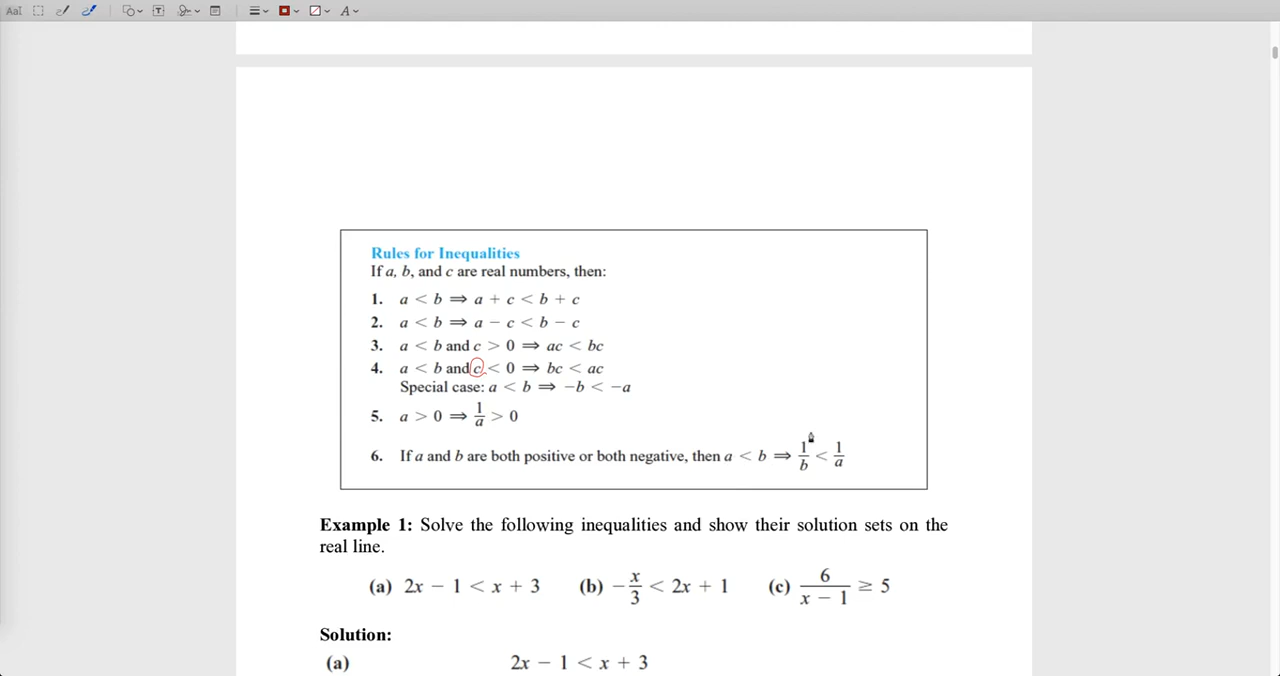 AaI
A
Rules for Inequalities
If a, b, and c are real numbers, then:
1. a < b ⟹ a + c < b + c
2. a < b ⟹ a − c < b − c
3. a < b and c > 0 ⟹ ac < bc
4. a < b and c < 0 ⟹ bc < ac
Special case: a < b ⟹ −b < −a
5. a > 0 ⟹ 1/a > 0
6. If a and b are both positive or both negative, then a < b ⟹ 1/b < 1/a
Example 1: Solve the following inequalities and show their solution sets on the
real line.
(a) 2x − 1 < x + 3 (b) −x/3 < 2x + 1 (c) 6/(x − 1) ≥ 5
Solution:
(a) 2x − 1 < x + 3